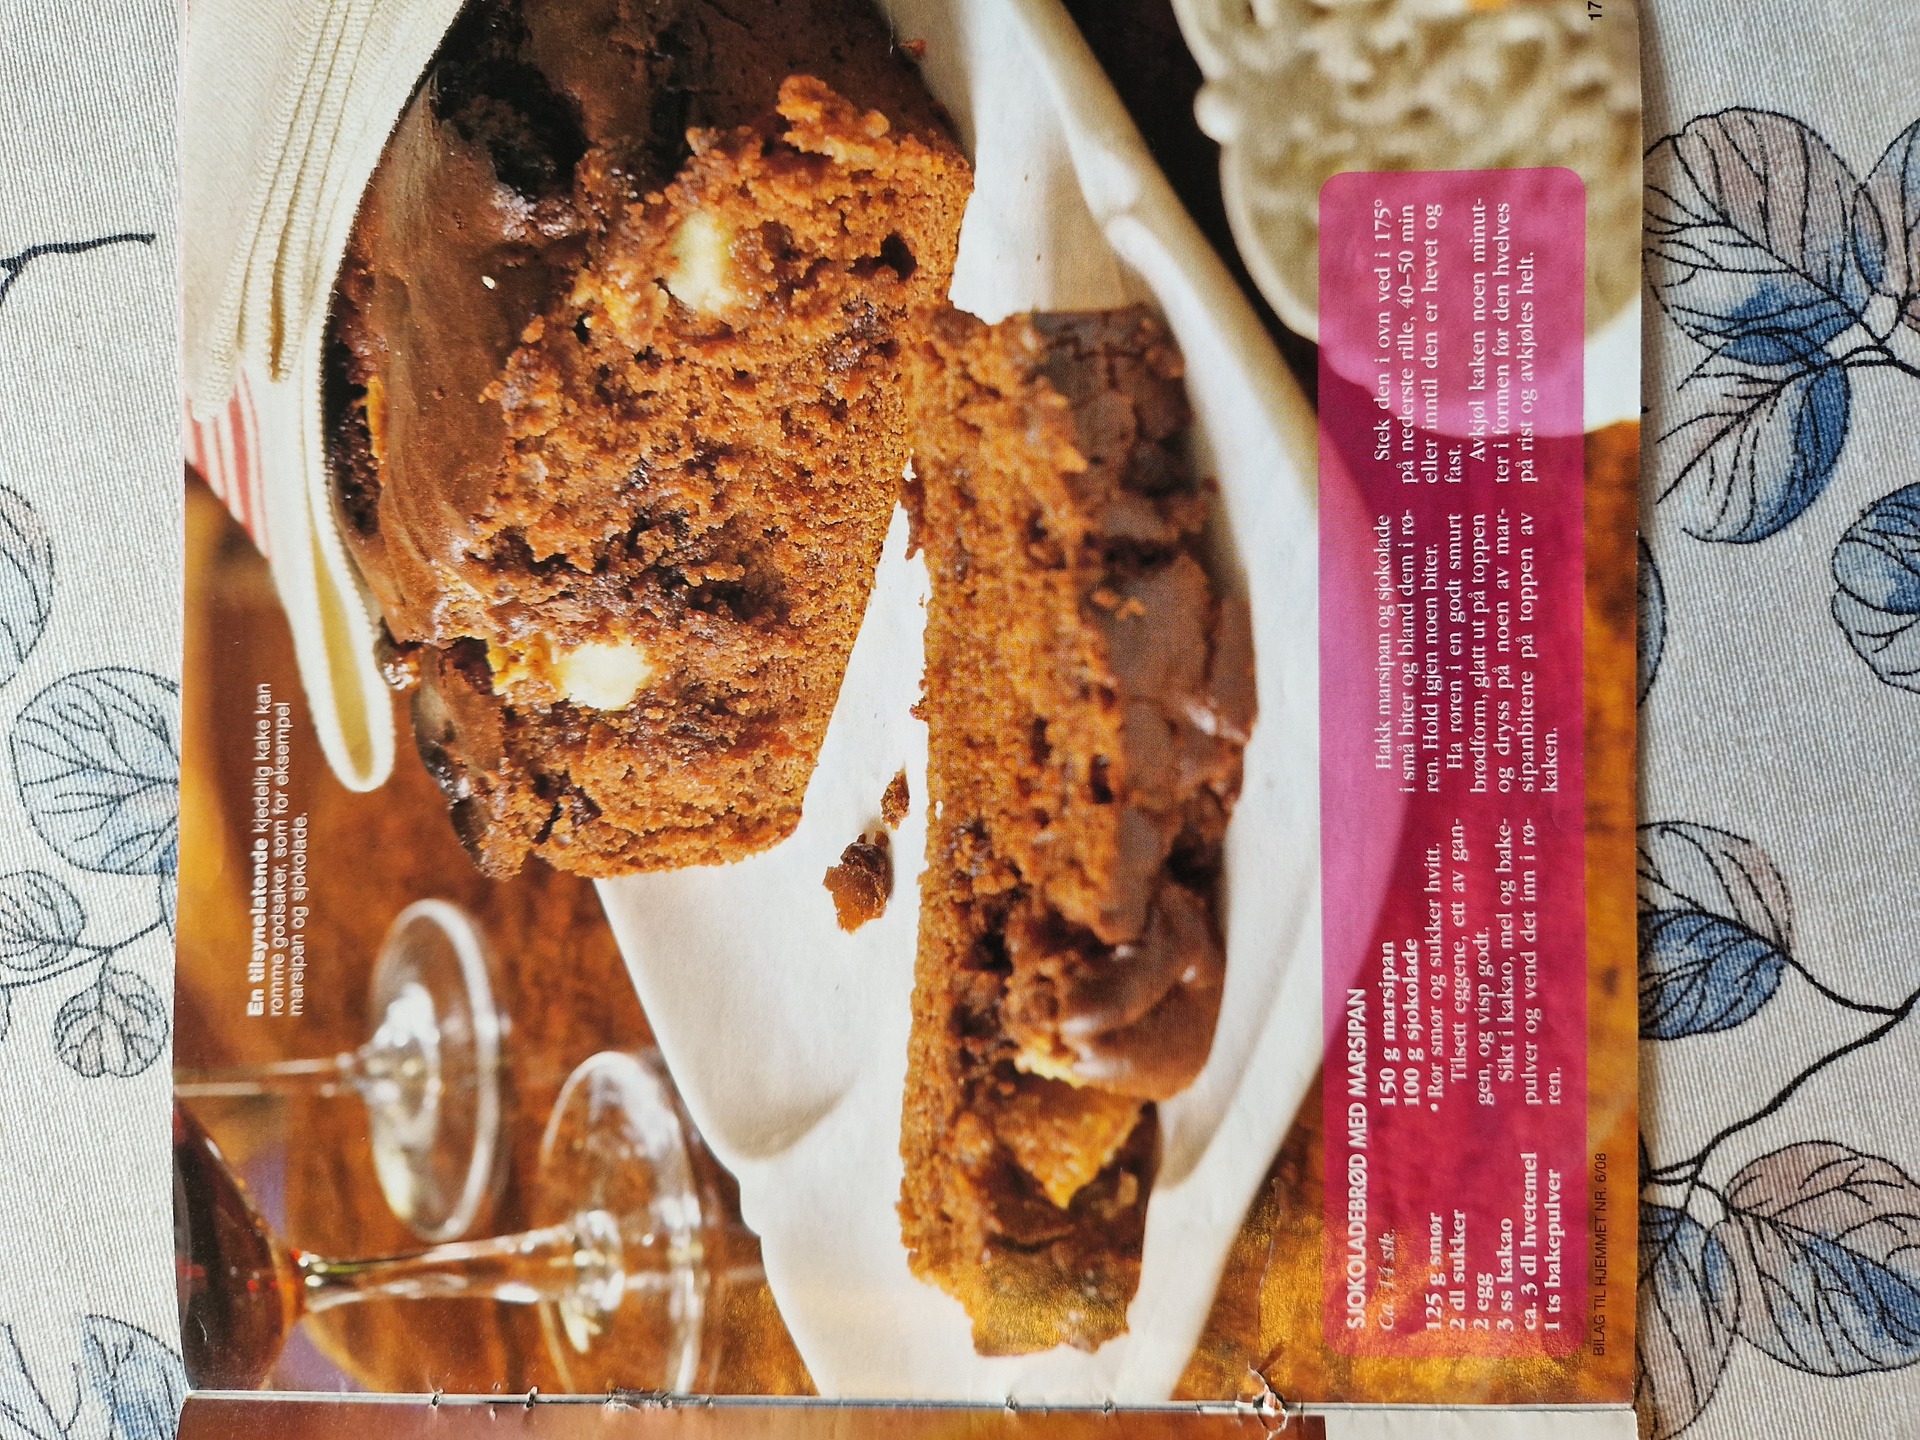 En tilsynelatende kjedelig kake kan
romme godsaker, som for eksempel
marsipan og sjokolade.
SJOKOLADEBRØD MED MARSIPAN
Ca. 14 stk.
125 g smør
2 dl sukker
2 egg
3 ss kakao
ca. 3 dl hvetemel
1 ts bakepulver
150 g marsipan
100 g sjokolade
• Rør smør og sukker hvitt.
Tilsett eggene, ett av gan-
gen, og visp godt.
Sikt i kakao, mel og bake-
pulver og vend det inn i rø-
ren.
Hakk marsipan og sjokolade
i små biter og bland dem i rø-
ren. Hold igjen noen biter.
Ha røren i en godt smurt
brødform, glatt ut på toppen
og dryss på noen av mar-
sipanbitene på toppen av
kaken.
Stek den i ovn ved i 175°
på nederste rille, 40–50 min
eller inntil den er hevet og
fast.
Avkjøl kaken noen minut-
ter i formen før den hvelves
på rist og avkjøles helt.
BILAG TIL HJEMMET NR. 6/08
17